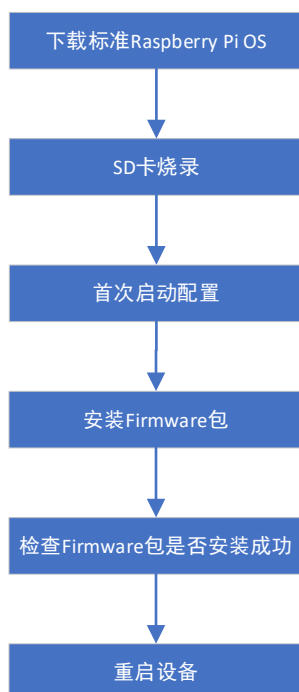 下载标准Raspberry Pi OS
SD卡烧录
首次启动配置
安装Firmware包
检查Firmware包是否安装成功
重启设备